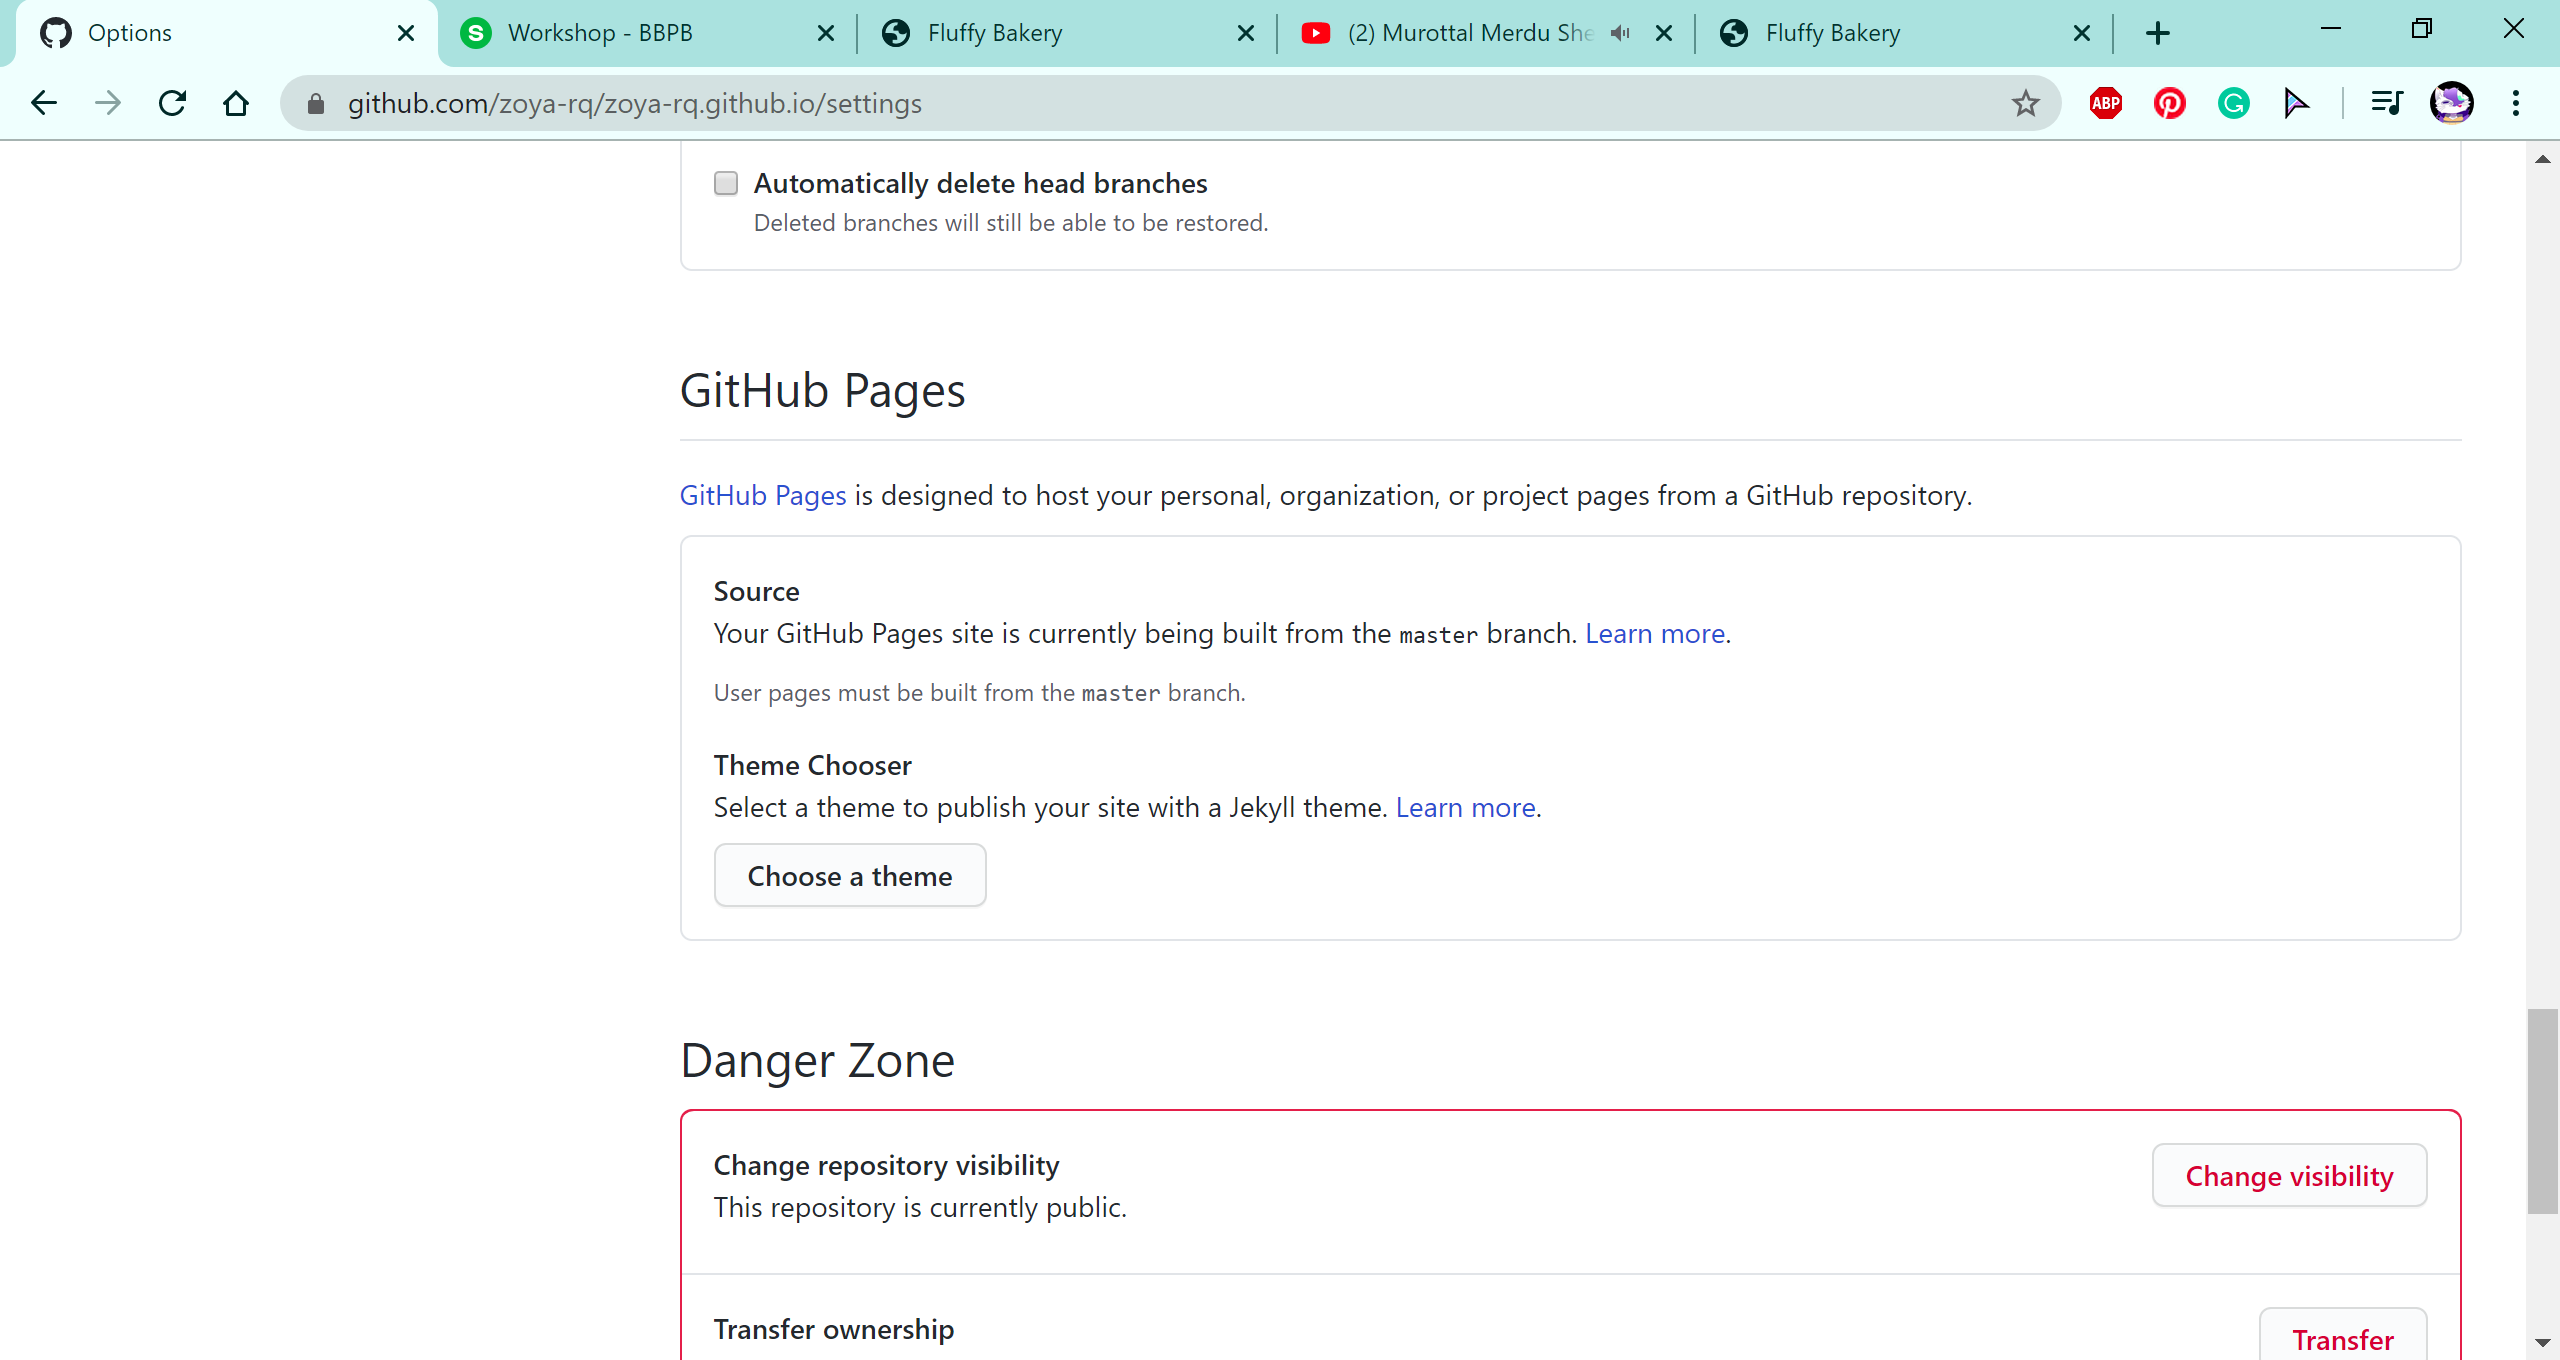 Options
Workshop - BBPB
Fluffy Bakery
(2) Murottal Merdu She
Fluffy Bakery
github.com/zoya-rq/zoya-rq.github.io/settings
ABP
Automatically delete head branches
Deleted branches will still be able to be restored.
GitHub Pages
GitHub Pages is designed to host your personal, organization, or project pages from a GitHub repository.
Source
Your GitHub Pages site is currently being built from the master branch. Learn more.
User pages must be built from the master branch.
Theme Chooser
Select a theme to publish your site with a Jekyll theme. Learn more.
Choose a theme
Danger Zone
Change repository visibility
This repository is currently public.
Change visibility
Transfer ownership
Transfer